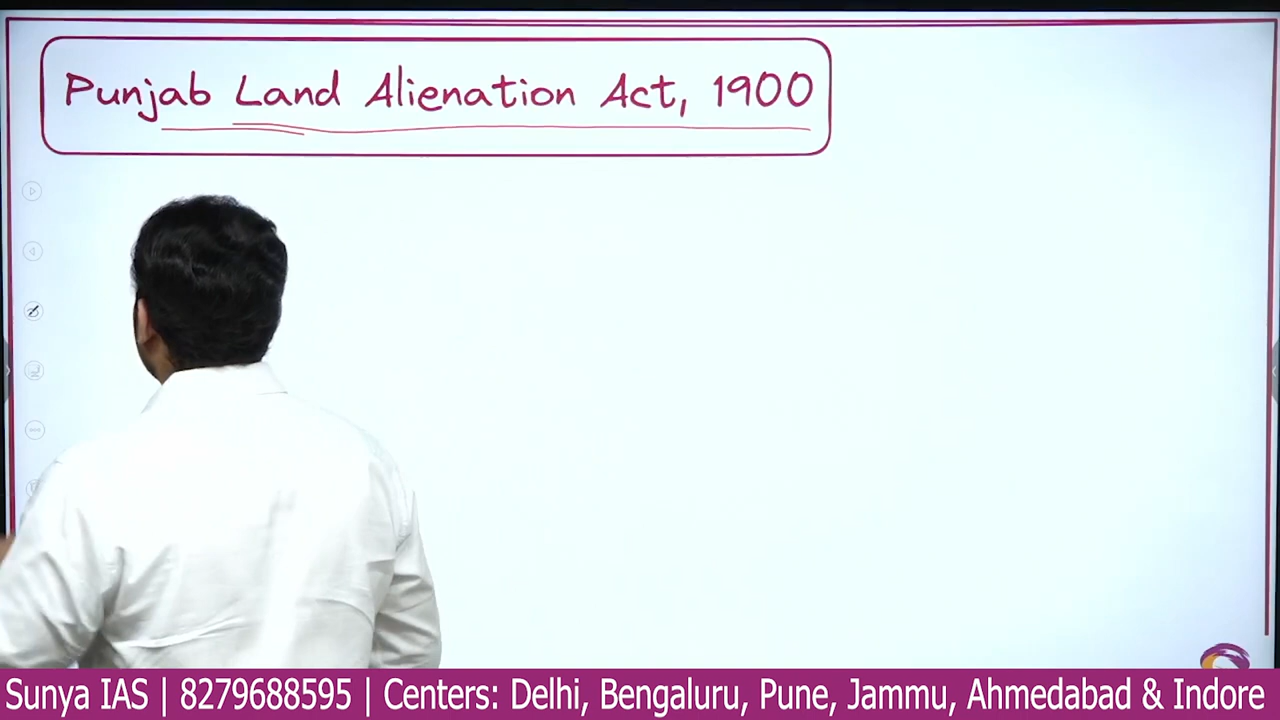 Punjab Land Alienation Act, 1900
Sunya IAS | 8279688595 | Centers: Delhi, Bengaluru, Pune, Jammu, Ahmedabad & Indore